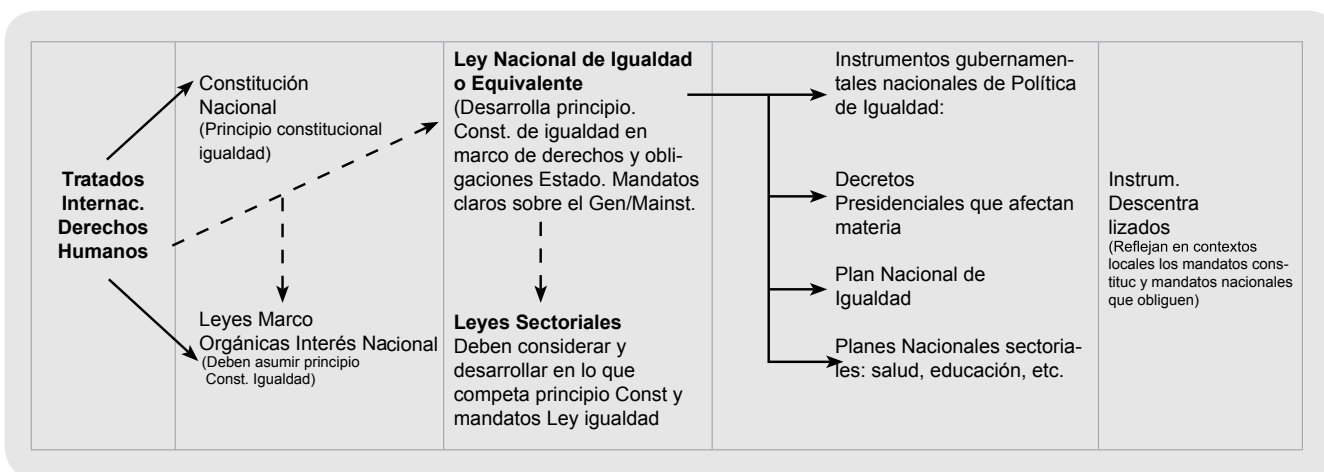 Tratados
Internac.
Derechos
Humanos
Constitución
Nacional
(Principio constitucional
igualdad)
Leyes Marco
Orgánicas Interés Nacional
(Deben asumir principio
Const. Igualdad)
Ley Nacional de Igualdad
o Equivalente
(Desarrolla principio.
Const. de igualdad en
marco de derechos y obli-
gaciones Estado. Mandatos
claros sobre el Gen/Mainst.
Leyes Sectoriales
Deben considerar y
desarrollar en lo que
competa principio Const y
mandatos Ley igualdad
Instrumentos gubernamen-
tales nacionales de Política
de Igualdad:
Decretos
Presidenciales que afectan
materia
Plan Nacional de
Igualdad
Planes Nacionales sectoria-
les: salud, educación, etc.
Instrum.
Descentra
lizados
(Reflejan en contextos
locales los mandatos cons-
tituc y mandatos nacionales
que obliguen)